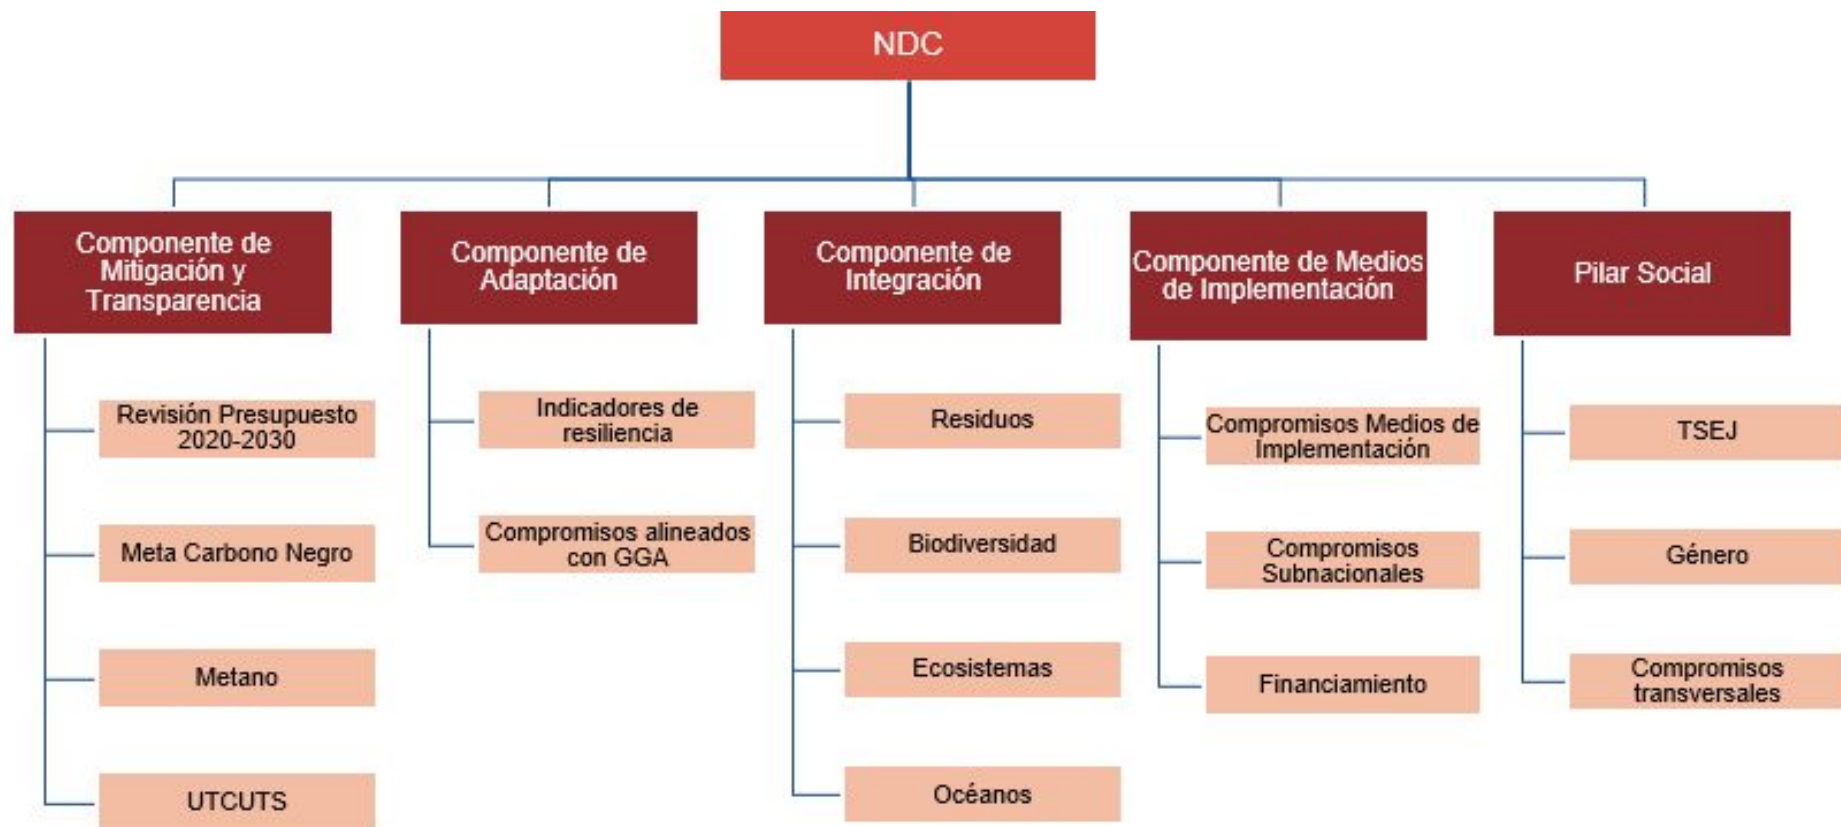 NDC
Componente de
Mitigación y
Transparencia
Revisión Presupuesto
2020-2030
Meta Carbono Negro
Metano
UTCUTS
Componente de
Adaptación
Indicadores de
resiliencia
Compromisos alineados
con GGA
Componente de
Integración
Residuos
Biodiversidad
Ecosistemas
Océanos
Componente de Medios
de Implementación
Compromisos Medios de
Implementación
Compromisos
Subnacionales
Financiamiento
Pilar Social
TSEJ
Género
Compromisos
transversales